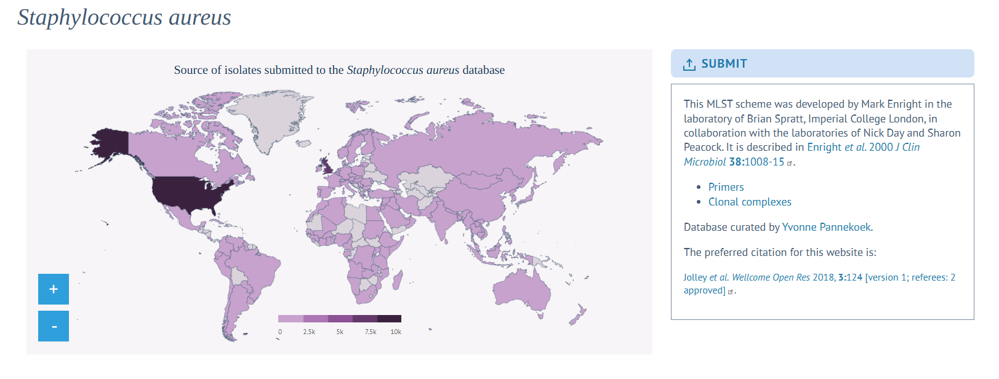 Staphylococcus aureus
Source of isolates submitted to the Staphylococcus aureus database
+
-
0 2.5k 5k 7.5k 10k
SUBMIT
This MLST scheme was developed by Mark Enright in the
laboratory of Brian Spratt, Imperial College London, in
collaboration with the laboratories of Nick Day and Sharon
Peacock. It is described in Enright et al. 2000 J Clin
Microbiol 38:1008-15.
• Primers
• Clonal complexes
Database curated by Yvonne Pannekoek.
The preferred citation for this website is:
Jolley et al. Wellcome Open Res 2018, 3:124 [version 1; referees: 2
approved].